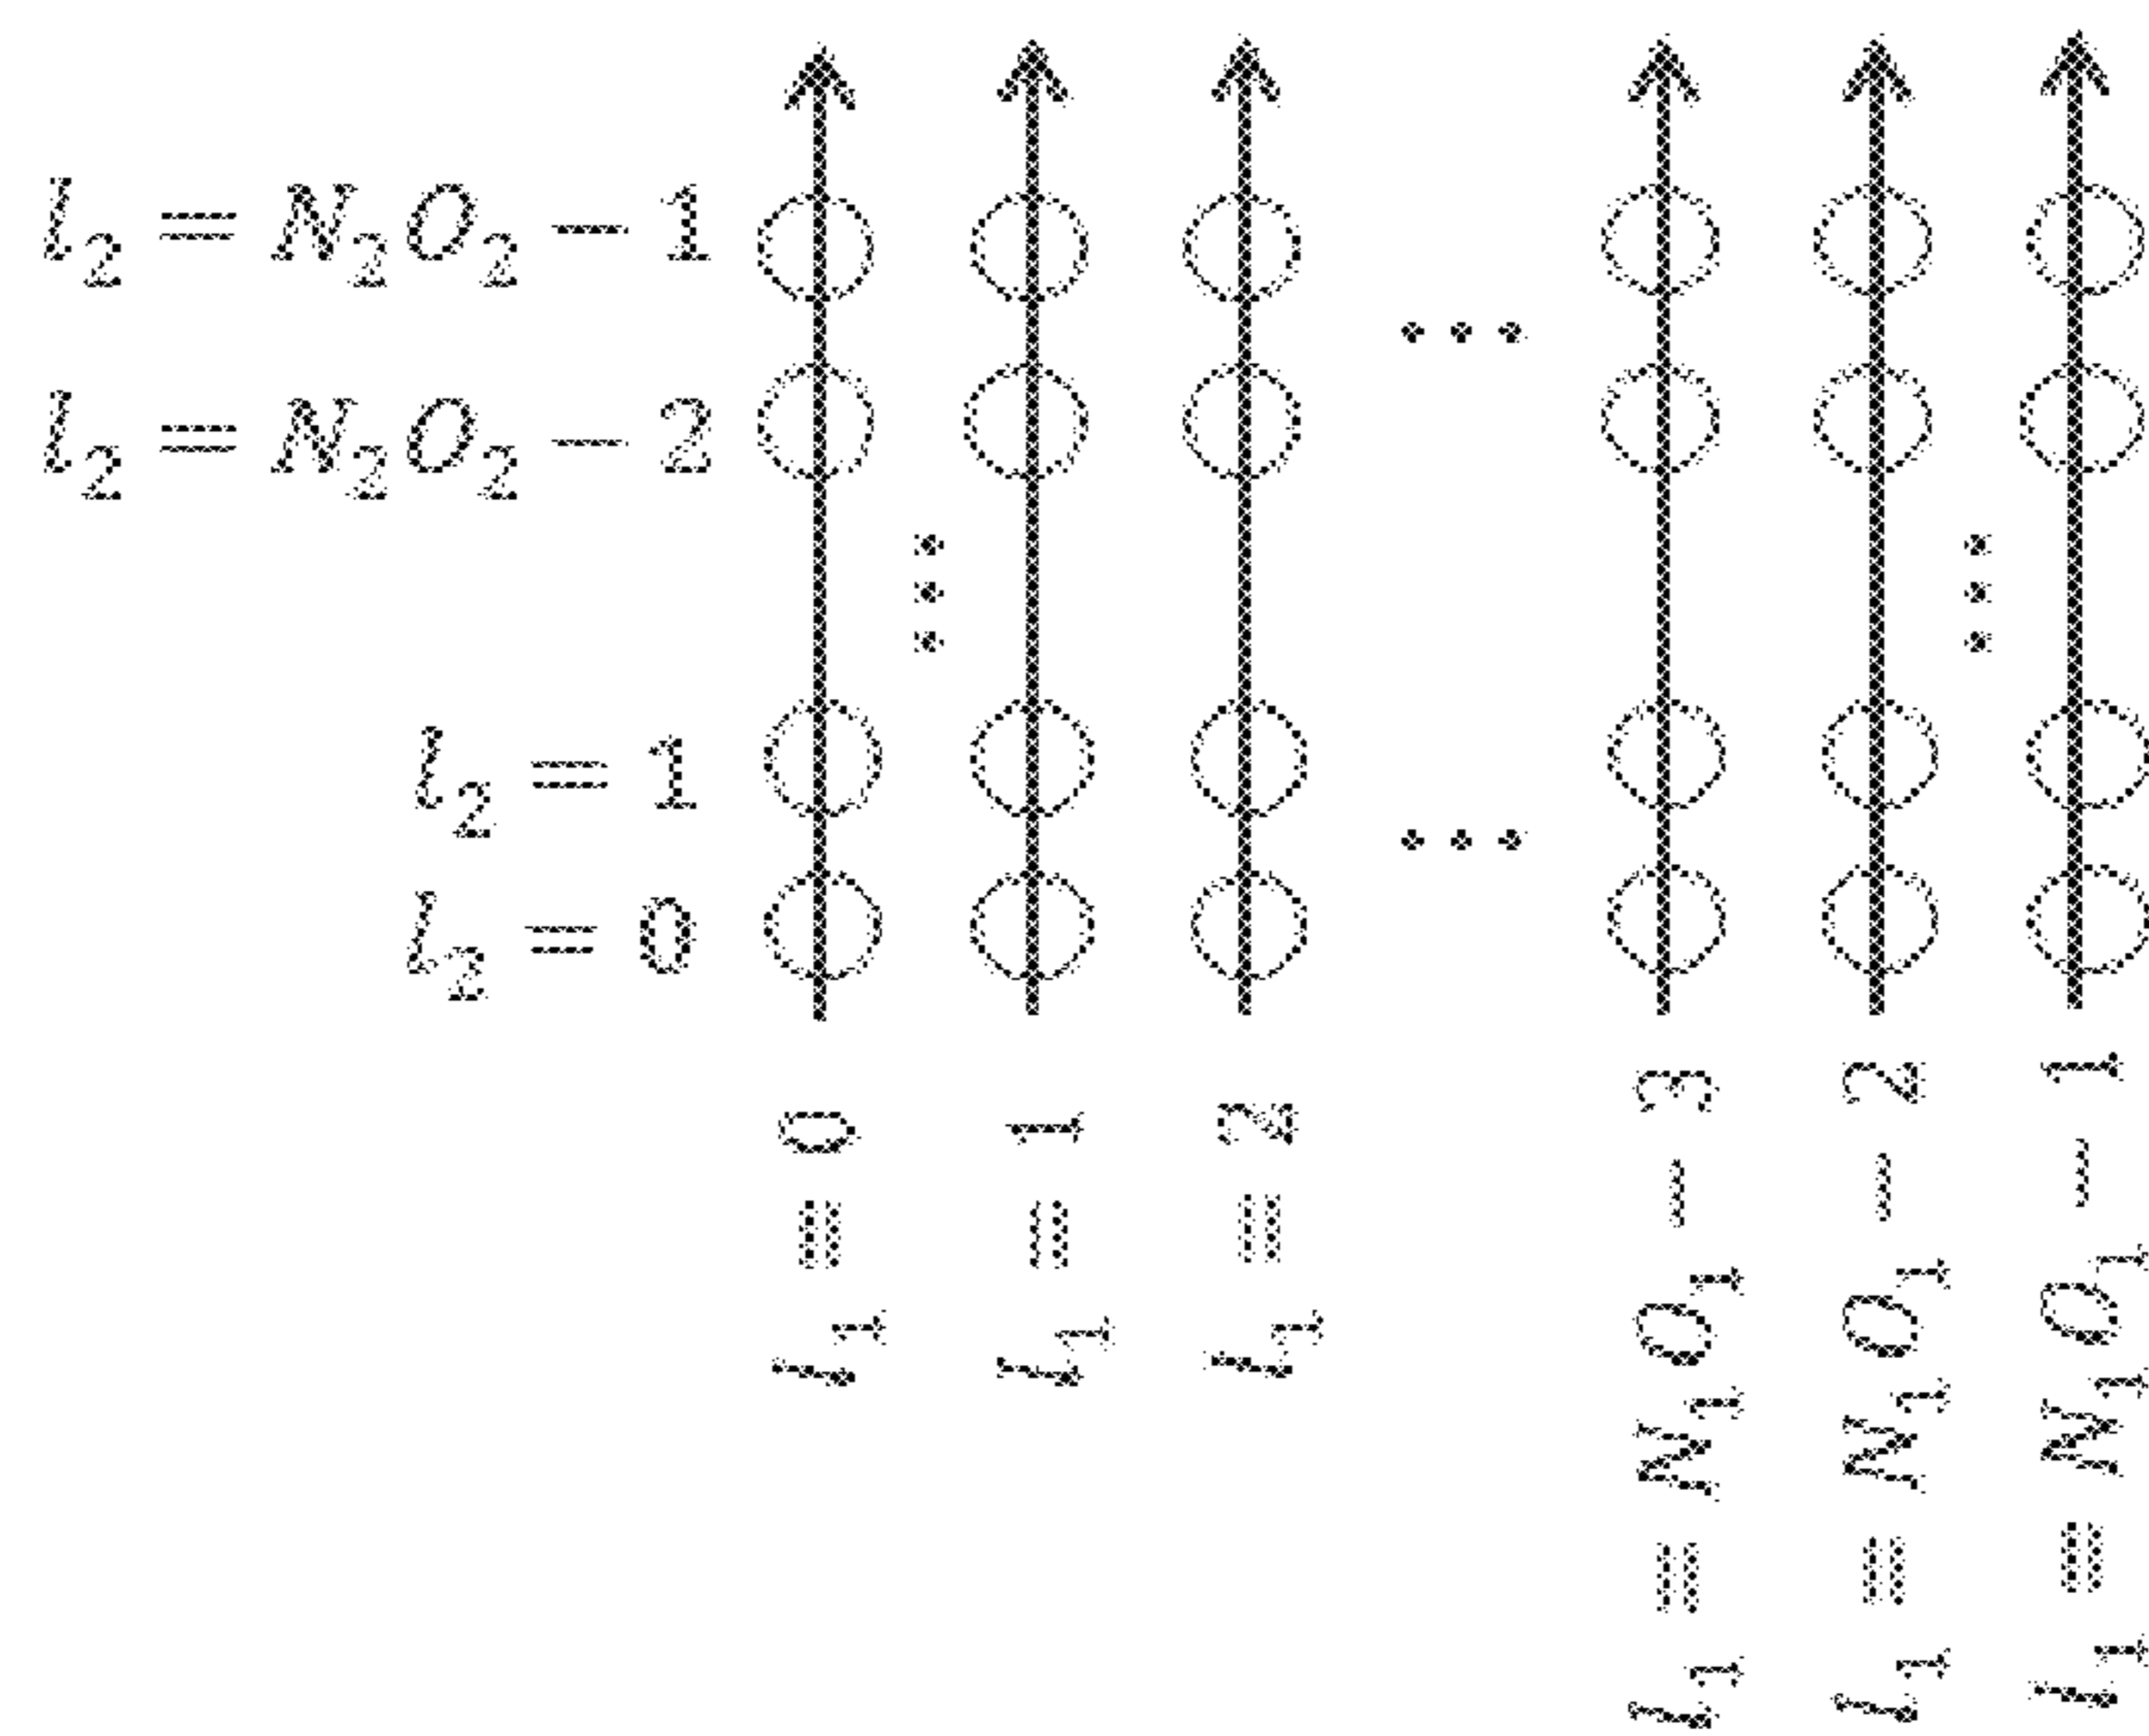 l₂ = N₂O₂ − 1
l₂ = N₂O₂ − 2
l₂ = 1
l₂ = 0
l₁ = 0
l₁ = 1
l₁ = 2
l₁ = N₁O₁ − 3
l₁ = N₁O₁ − 2
l₁ = N₁O₁ − 1